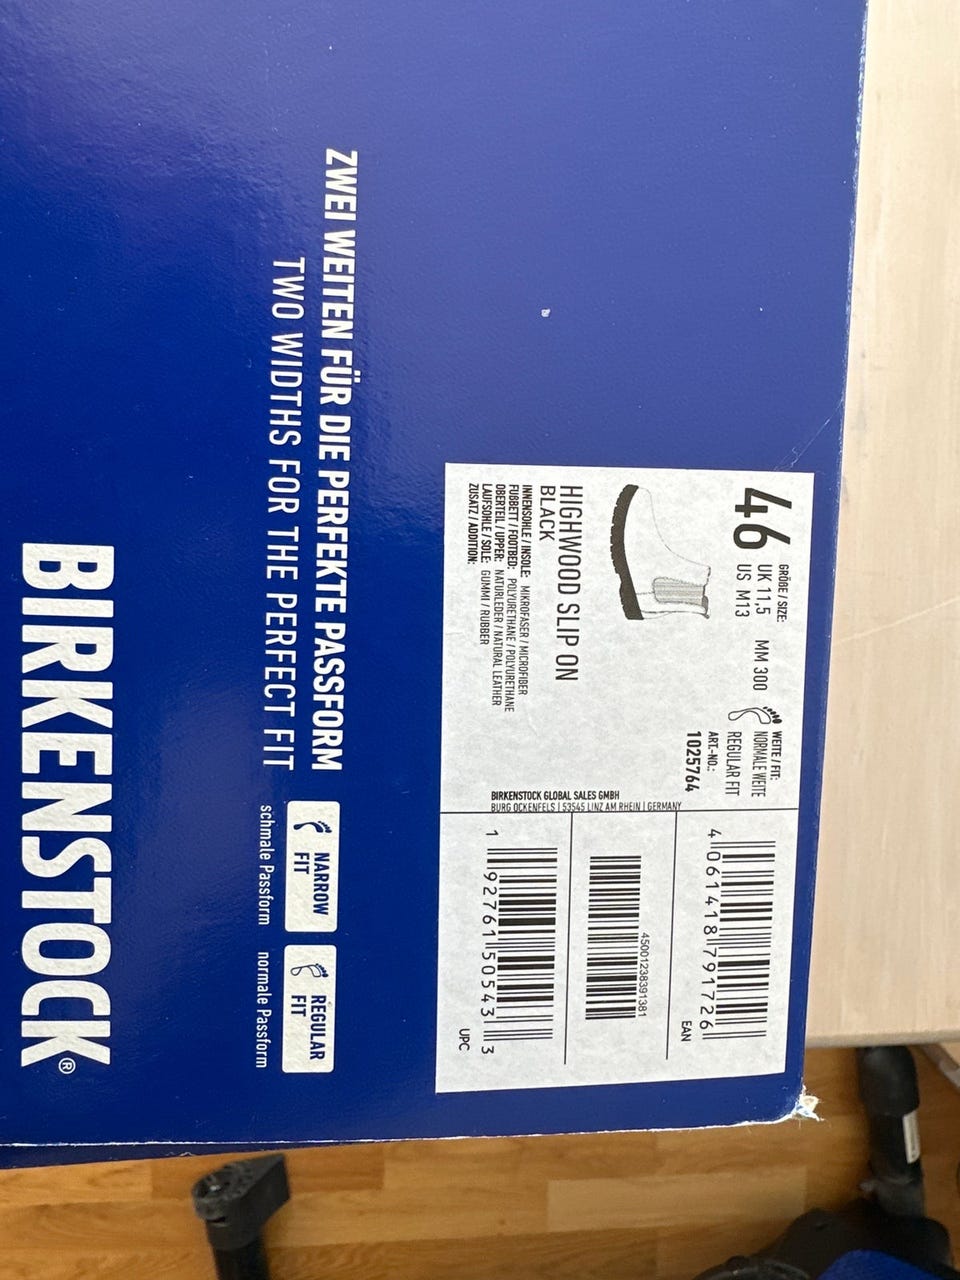 46
GRÖßE / SIZE:
UK 11,5
US M13
MM 300
WEITE / FIT:
NORMALE WEITE
REGULAR FIT
ART.-NO.:
1025764
HIGHWOOD SLIP ON
BLACK
INNENSOHLE / INSOLE: MIKROFASER / MICROFIBER
FUßBETT / FOOTBED: POLYURETHANE / POLYURETHANE
OBERTEIL / UPPER: NATURLEDER / NATURAL LEATHER
LAUFSOHLE / SOLE: GUMMI / RUBBER
ZUSATZ / ADDITION:
BIRKENSTOCK GLOBAL SALES GMBH
BURG OCKENFELS | 53545 LINZ AM RHEIN | GERMANY
4 061418 791726
EAN
45001238391381
1 92761 50543 3
UPC
ZWEI WEITEN FÜR DIE PERFEKTE PASSFORM
TWO WIDTHS FOR THE PERFECT FIT
NARROW
FIT
schmale Passform
REGULAR
FIT
normale Passform
BIRKENSTOCK®